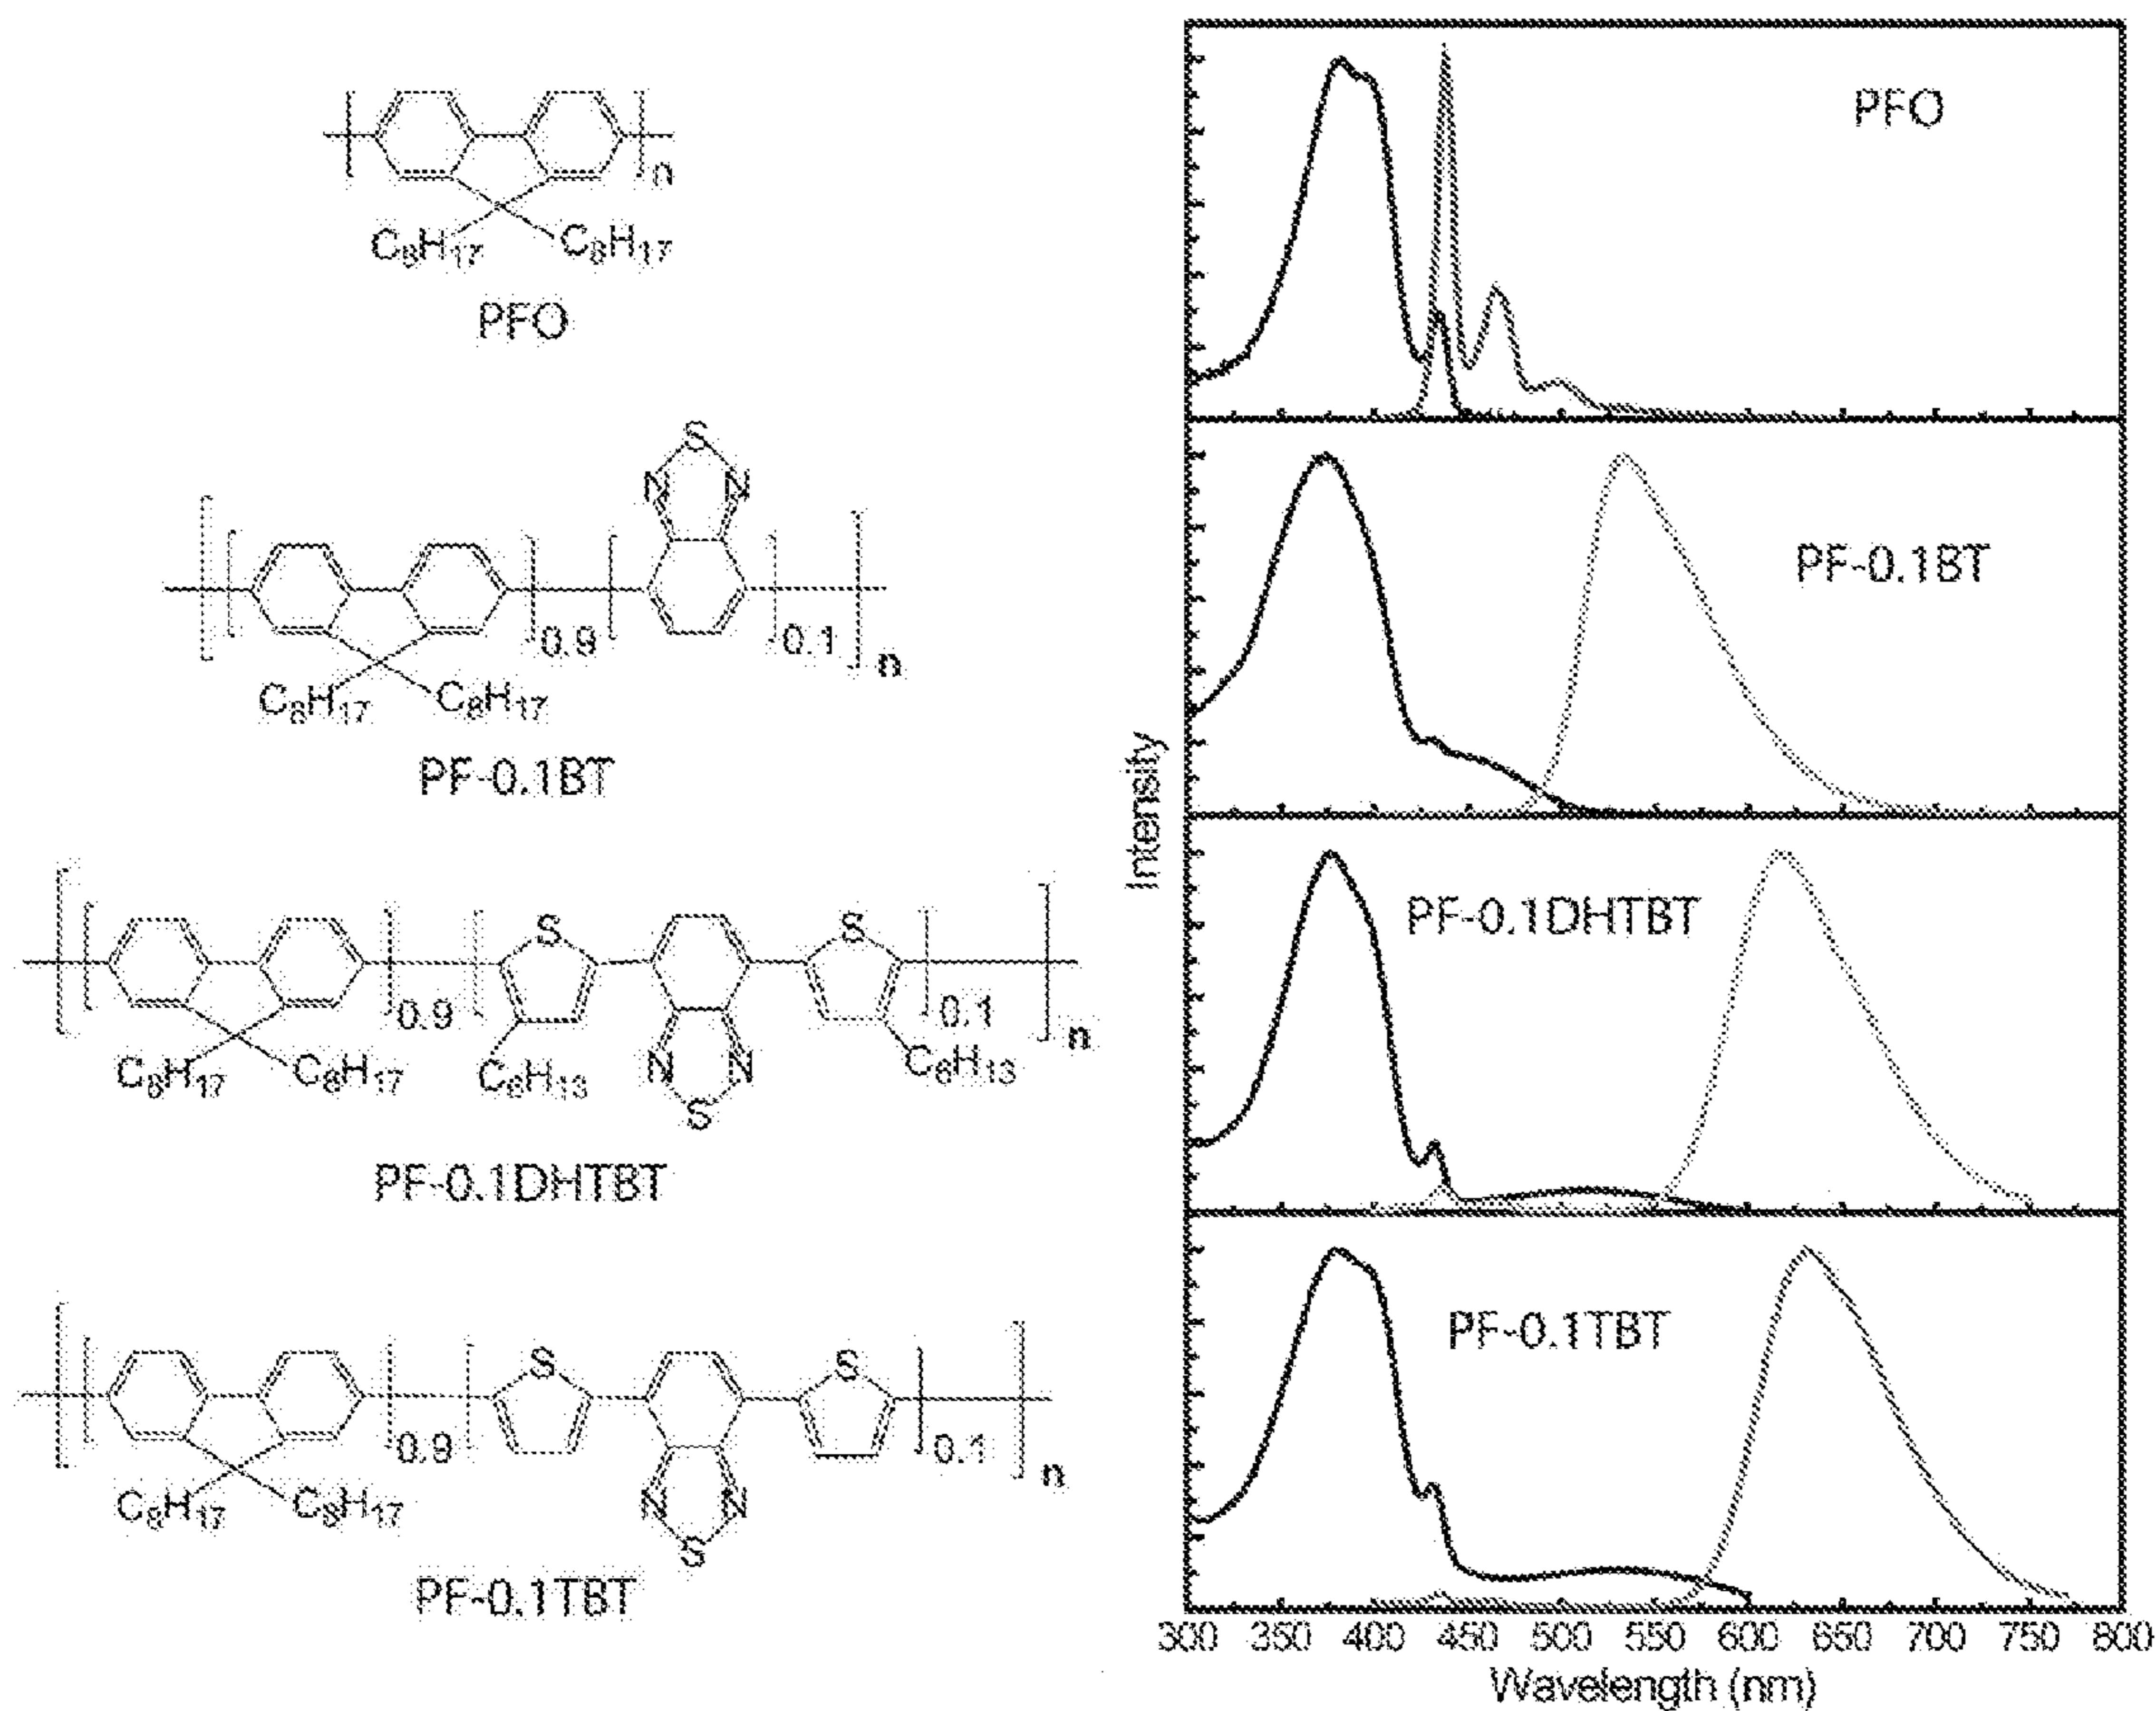 n
C₈H₁₇ C₈H₁₇
PFO
S
N N
0.9 0.1 n
C₈H₁₇ C₈H₁₇
PF-0.1BT
S S
0.9 0.1 n
C₈H₁₇ C₈H₁₇ C₆H₁₃ N N C₆H₁₃
S
PF-0.1DHTBT
S S
0.9 0.1 n
C₈H₁₇ C₈H₁₇ N N
S
PF-0.1TBT
Intensity
PFO
PF-0.1BT
PF-0.1DHTBT
PF-0.1TBT
300 350 400 450 500 550 600 650 700 750 800
Wavelength (nm)